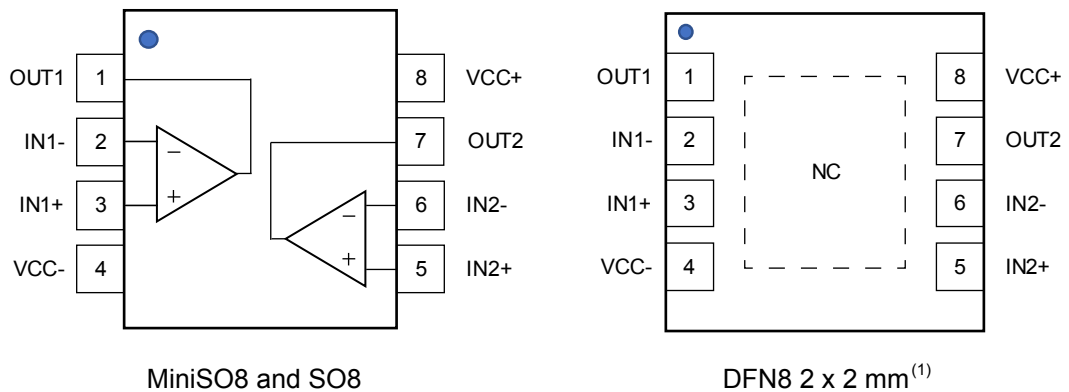 OUT1 1 8 VCC+
IN1- 2 − 7 OUT2
IN1+ 3 + − 6 IN2-
VCC- 4 + 5 IN2+
MiniSO8 and SO8
OUT1 1 8 VCC+
IN1- 2 7 OUT2
NC
IN1+ 3 6 IN2-
VCC- 4 5 IN2+
DFN8 2 x 2 mm(1)